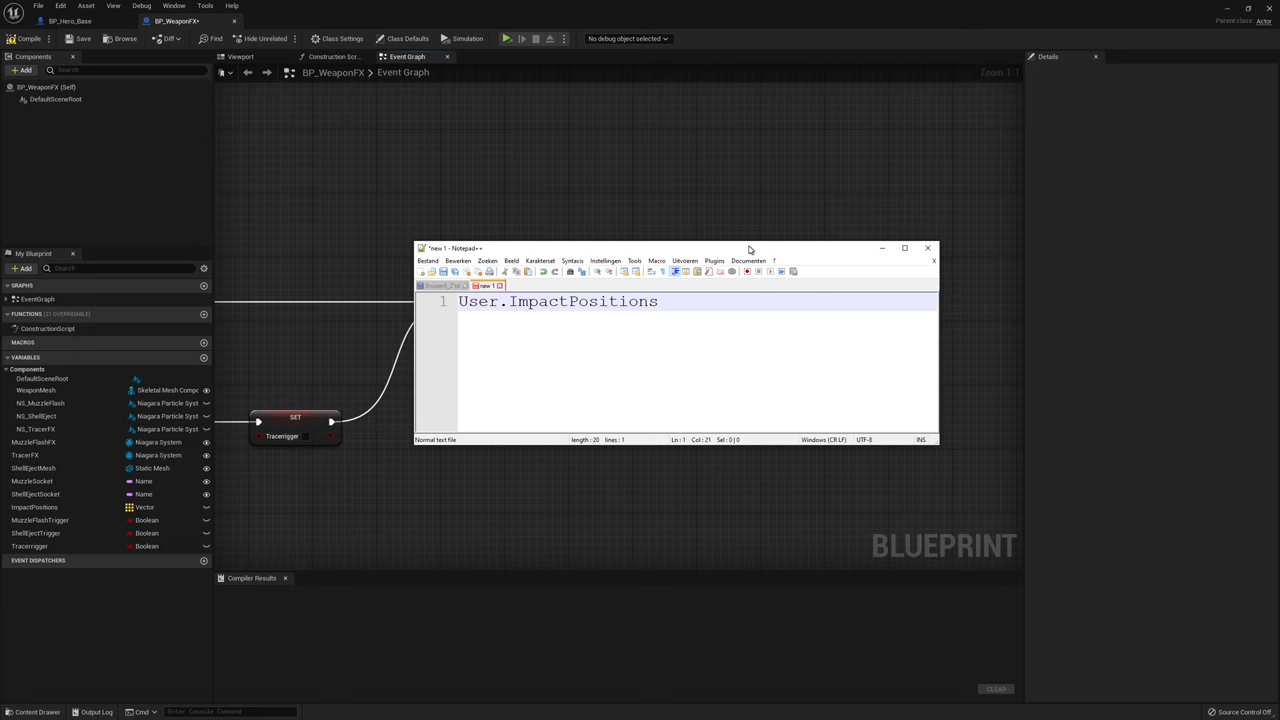 File Edit Asset View Debug Window Tools Help
BP_Hero_Base
BP_WeaponFX*
Parent class: Actor
Compile
Save
Browse
Diff
Find
Hide Unrelated
Class Settings
Class Defaults
Simulation
No debug object selected
Components
Add
Search
BP_WeaponFX (Self)
DefaultSceneRoot
Viewport
Construction Scr...
Event Graph
BP_WeaponFX > Event Graph
Zoom 1:1
Details
My Blueprint
Add
Search
GRAPHS
EventGraph
FUNCTIONS (21 OVERRIDABLE)
ConstructionScript
MACROS
VARIABLES
Components
DefaultSceneRoot
WeaponMesh Skeletal Mesh Compo
NS_MuzzleFlash Niagara Particle Syst
NS_ShellEject Niagara Particle Syst
NS_TracerFX Niagara Particle Syst
MuzzleFlashFX Niagara System
TracerFX Niagara System
ShellEjectMesh Static Mesh
MuzzleSocket Name
ShellEjectSocket Name
ImpactPositions Vector
MuzzleFlashTrigger Boolean
ShellEjectTrigger Boolean
Tracerrigger Boolean
EVENT DISPATCHERS
SET
Tracerrigger
*new 1 - Notepad++
Bestand Bewerken Zoeken Beeld Karakterset Syntaxis Instellingen Tools Macro Uitvoeren Plugins Documenten ?
X
new 1
1 User.ImpactPositions
Normal text file
length : 20 lines : 1
Ln : 1 Col : 21 Sel : 0 | 0
Windows (CR LF)
UTF-8
INS
BLUEPRINT
Compiler Results
CLEAR
Content Drawer
Output Log
Cmd
Enter Console Command
Source Control Off